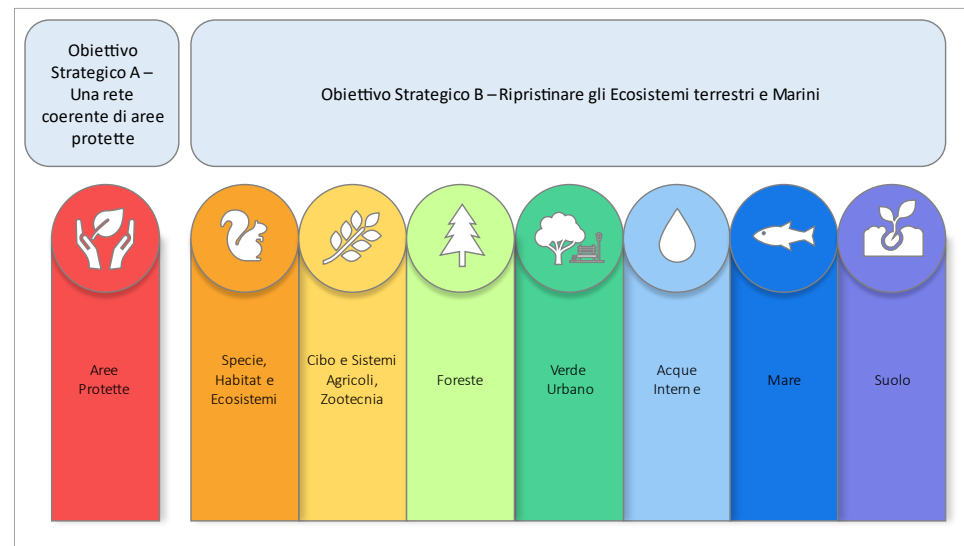 Obiettivo
Strategico A –
Una rete
coerente di aree
protette
Obiettivo Strategico B – Ripristinare gli Ecosistemi terrestri e Marini
Aree
Protette
Specie,
Habitat e
Ecosistemi
Cibo e Sistemi
Agricoli,
Zootecnia
Foreste
Verde
Urbano
Acque
Interne
Mare
Suolo